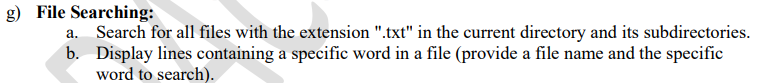 g) File Searching:
a. Search for all files with the extension ".txt" in the current directory and its subdirectories.
b. Display lines containing a specific word in a file (provide a file name and the specific
word to search).